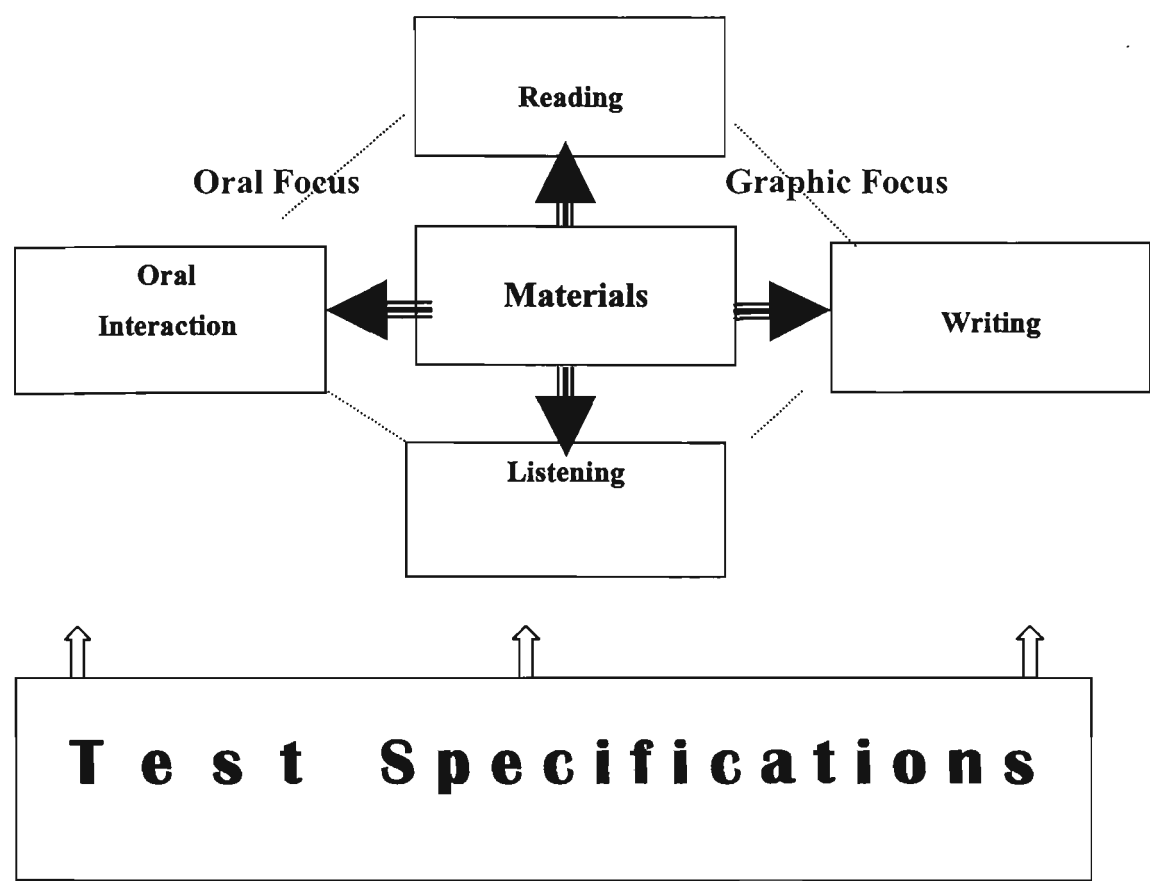 Reading
Oral Focus
Graphic Focus
Oral
Interaction
Materials
Writing
Listening
Test Specifications